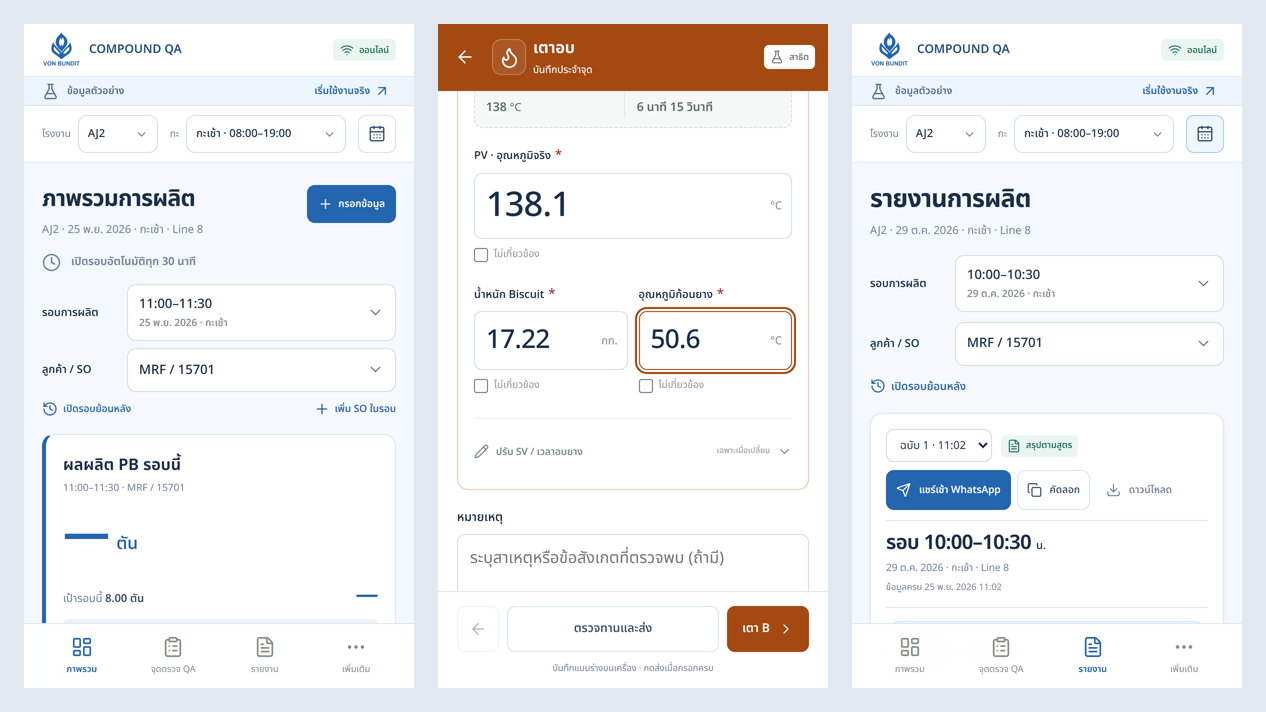 VON BUNDIT
COMPOUND QA
ออนไลน์
ข้อมูลตัวอย่าง
เริ่มใช้งานจริง
โรงงาน
AJ2
กะ
กะเช้า · 08:00–19:00
ภาพรวมการผลิต
กรอกข้อมูล
AJ2 · 25 พ.ย. 2026 · กะเช้า · Line 8
เปิดรอบอัตโนมัติทุก 30 นาที
รอบการผลิต
11:00–11:30
25 พ.ย. 2026 · กะเช้า
ลูกค้า / SO
MRF / 15701
เปิดรอบย้อนหลัง
เพิ่ม SO ในรอบ
ผลผลิต PB รอบนี้
11:00–11:30 · MRF / 15701
— ตัน
เป้ารอบนี้ 8.00 ตัน
—
ภาพรวม
จุดตรวจ QA
รายงาน
เพิ่มเติม
เตาอบ
บันทึกประจำจุด
สาธิต
138 °C
6 นาที 15 วินาที
PV · อุณหภูมิจริง *
138.1
°C
ไม่เกี่ยวข้อง
น้ำหนัก Biscuit *
อุณหภูมิก้อนยาง *
17.22
กก.
50.6
°C
ไม่เกี่ยวข้อง
ไม่เกี่ยวข้อง
ปรับ SV / เวลาอบยาง
เฉพาะเมื่อเปลี่ยน
หมายเหตุ
ระบุสาเหตุหรือข้อสังเกตที่ตรวจพบ (ถ้ามี)
ตรวจทานและส่ง
เตา B
บันทึกแบบร่างบนเครื่อง · กดส่งเมื่อกรอกครบ
VON BUNDIT
COMPOUND QA
ออนไลน์
ข้อมูลตัวอย่าง
เริ่มใช้งานจริง
โรงงาน
AJ2
กะ
กะเช้า · 08:00–19:00
รายงานการผลิต
AJ2 · 29 ต.ค. 2026 · กะเช้า · Line 8
รอบการผลิต
10:00–10:30
29 ต.ค. 2026 · กะเช้า
ลูกค้า / SO
MRF / 15701
เปิดรอบย้อนหลัง
ฉบับ 1 · 11:02
สรุปตามสูตร
แชร์เข้า WhatsApp
คัดลอก
ดาวน์โหลด
รอบ 10:00–10:30 น.
29 ต.ค. 2026 · กะเช้า · Line 8
ข้อมูลครบ 25 พ.ย. 2026 11:02
ภาพรวม
จุดตรวจ QA
รายงาน
เพิ่มเติม